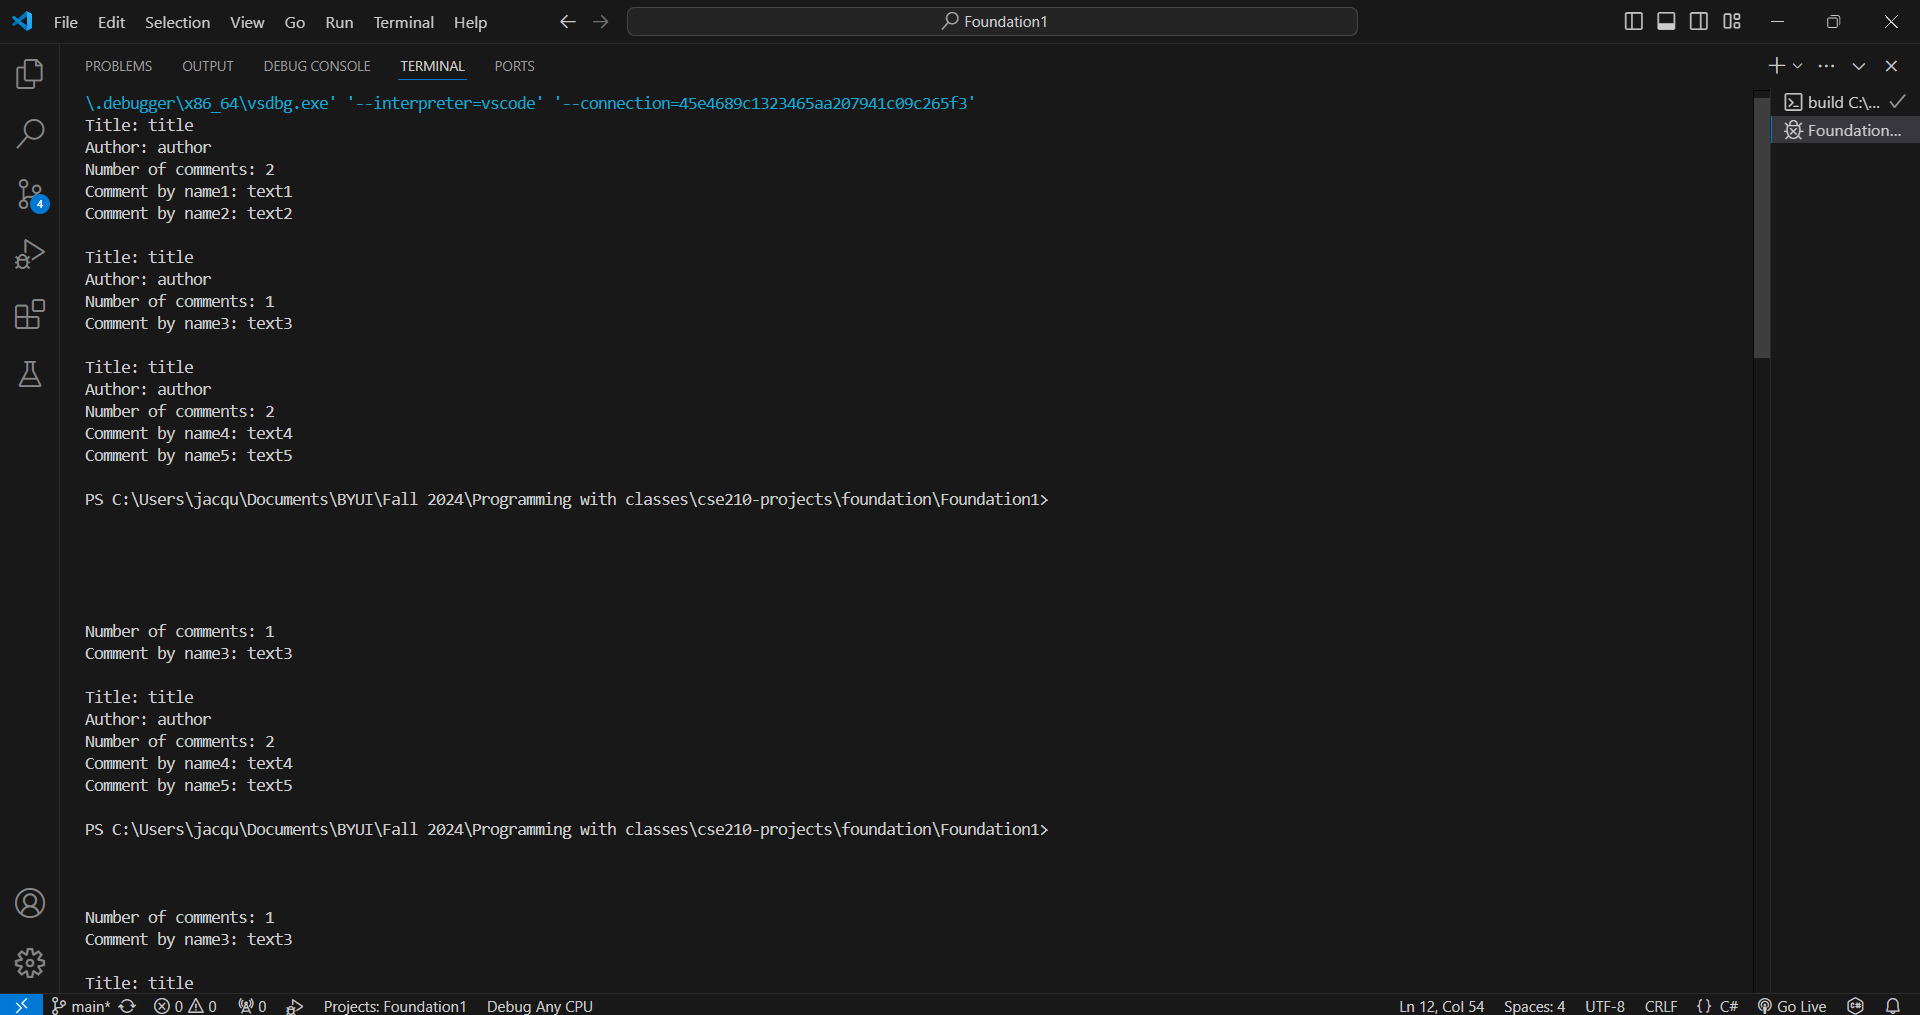 File Edit Selection View Go Run Terminal Help Foundation1
PROBLEMS OUTPUT DEBUG CONSOLE TERMINAL PORTS
\.debugger\x86_64\vsdbg.exe' '--interpreter=vscode' '--connection=45e4689c1323465aa207941c09c265f3'
build C:\...
Foundation...
Title: title
Author: author
Number of comments: 2
Comment by name1: text1
Comment by name2: text2
Title: title
Author: author
Number of comments: 1
Comment by name3: text3
Title: title
Author: author
Number of comments: 2
Comment by name4: text4
Comment by name5: text5
PS C:\Users\jacqu\Documents\BYUI\Fall 2024\Programming with classes\cse210-projects\foundation\Foundation1>
Number of comments: 1
Comment by name3: text3
Title: title
Author: author
Number of comments: 2
Comment by name4: text4
Comment by name5: text5
PS C:\Users\jacqu\Documents\BYUI\Fall 2024\Programming with classes\cse210-projects\foundation\Foundation1>
Number of comments: 1
Comment by name3: text3
Title: title
4
main* 0 0 0 Projects: Foundation1 Debug Any CPU Ln 12, Col 54 Spaces: 4 UTF-8 CRLF {} C# Go Live